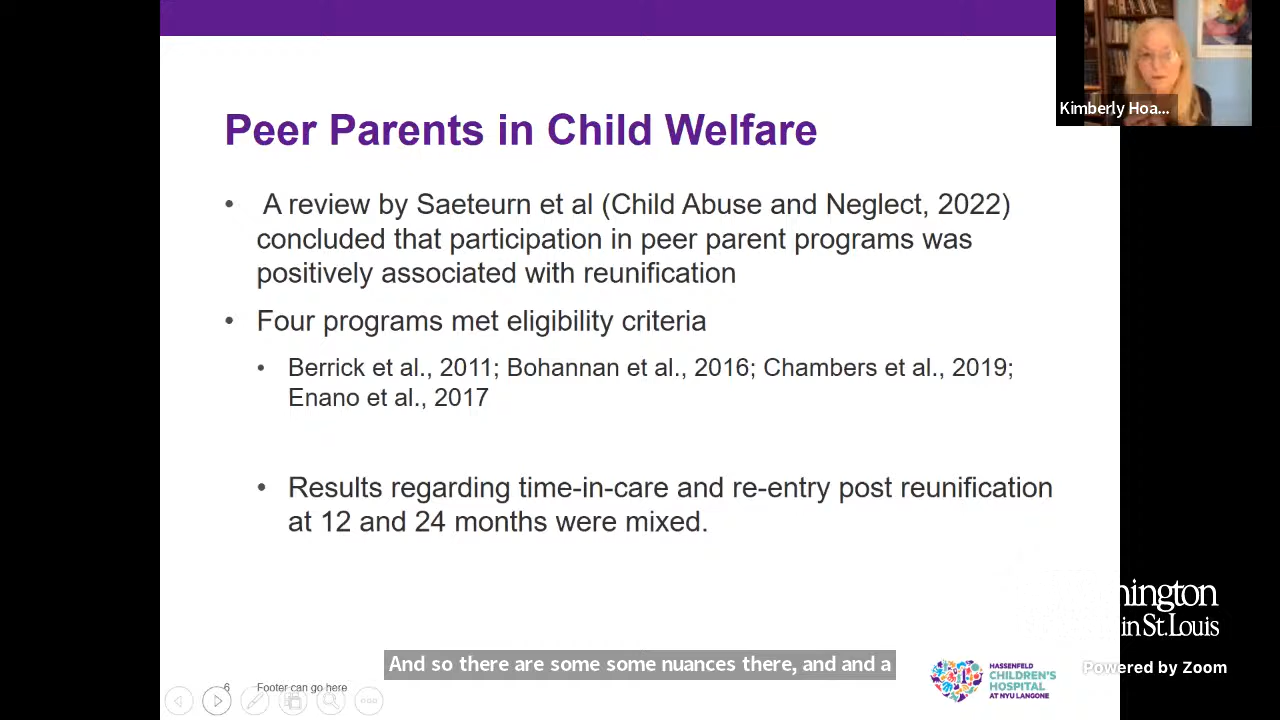 Kimberly Hoa...
Peer Parents in Child Welfare
• A review by Saeteurn et al (Child Abuse and Neglect, 2022)
concluded that participation in peer parent programs was
positively associated with reunification
• Four programs met eligibility criteria
• Berrick et al., 2011; Bohannan et al., 2016; Chambers et al., 2019;
Enano et al., 2017
• Results regarding time-in-care and re-entry post reunification
at 12 and 24 months were mixed.
nington
in St. Louis
And so there are some some nuances there, and and a
Powered by Zoom
6 Footer can go here
HASSENFELD
CHILDREN'S
HOSPITAL
AT NYU LANGONE